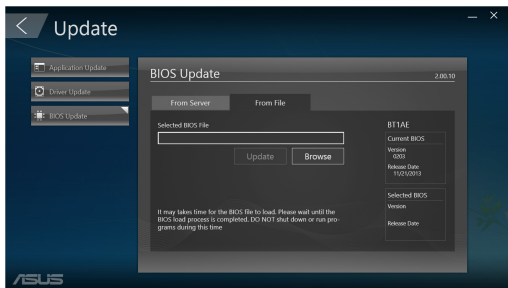 Update
Application Update
Driver Update
BIOS Update
BIOS Update
2.00.10
From Server
From File
Selected BIOS File
Update
Browse
It may takes time for the BIOS file to load. Please wait until the
BIOS load process is completed. DO NOT shut down or run pro-
grams during this time
BT1AE
Current BIOS
Version
0203
Release Date
11/21/2013
Selected BIOS
Version
Release Date
ASUS